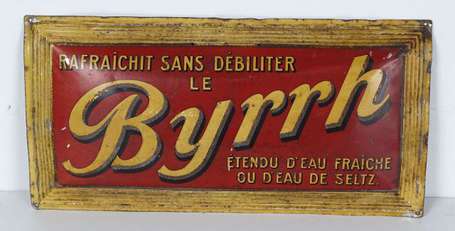 RAFRAÎCHIT SANS DÉBILITER
LE
Byrrh
ÉTENDU D'EAU FRAÎCHE
OU D'EAU DE SELTZ.